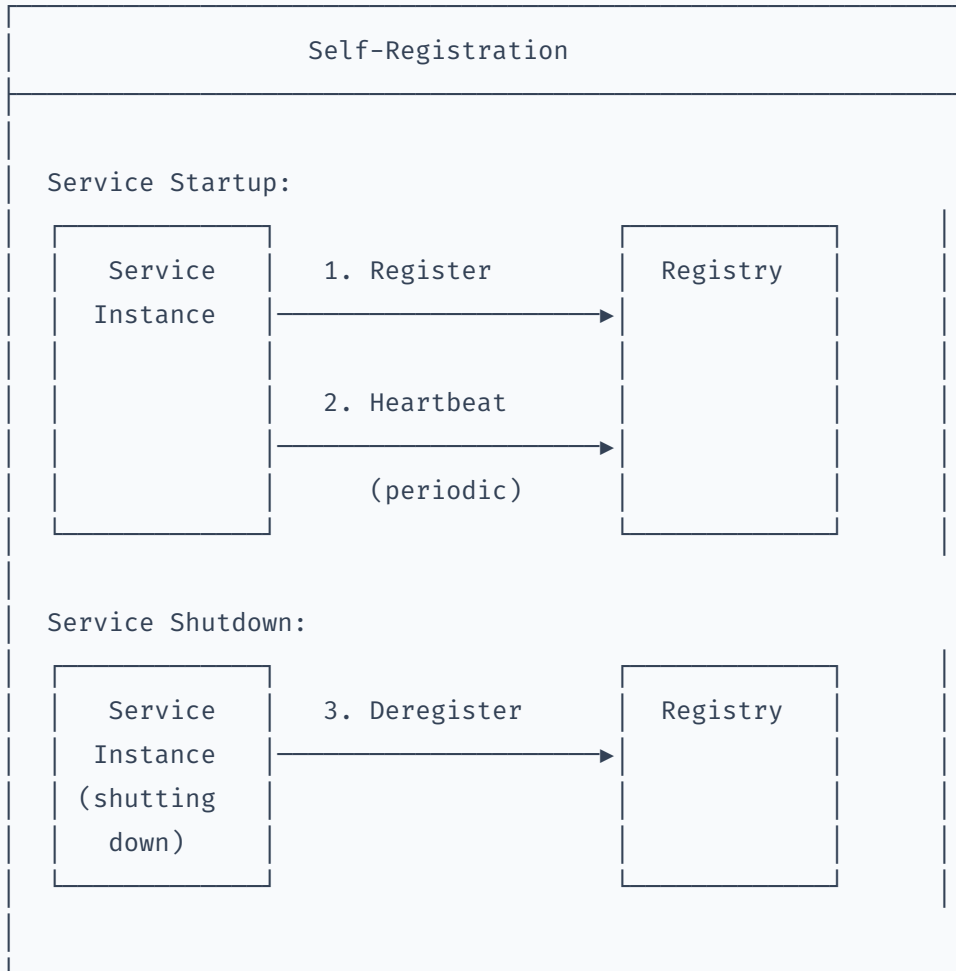 Self-Registration
Service Startup:
Service 1. Register Registry
Instance
2. Heartbeat
(periodic)
Service Shutdown:
Service 3. Deregister Registry
Instance
(shutting
down)